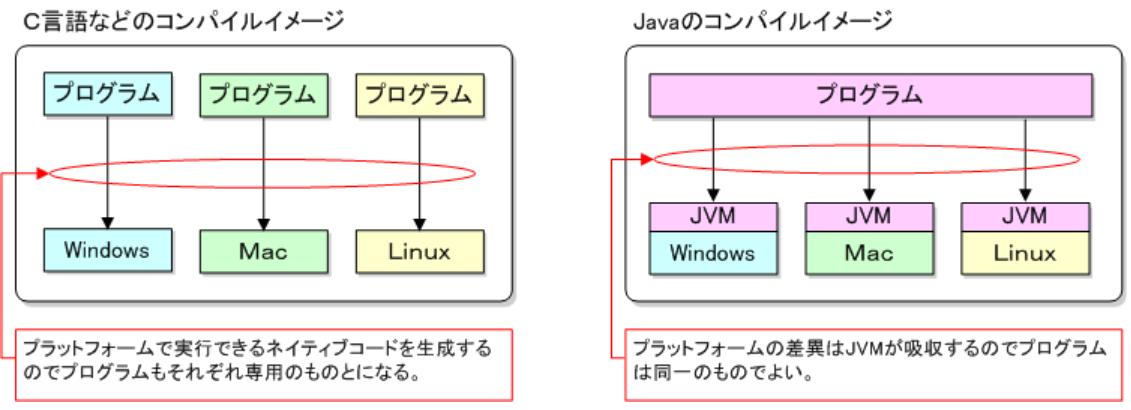 C言語などのコンパイルイメージ
プログラム
プログラム
プログラム
Windows
Mac
Linux
プラットフォームで実行できるネイティブコードを生成する
のでプログラムもそれぞれ専用のものとになる。
Javaのコンパイルイメージ
プログラム
JVM
JVM
JVM
Windows
Mac
Linux
プラットフォームの差異はJVMが吸収するのでプログラム
は同一のものでよい。